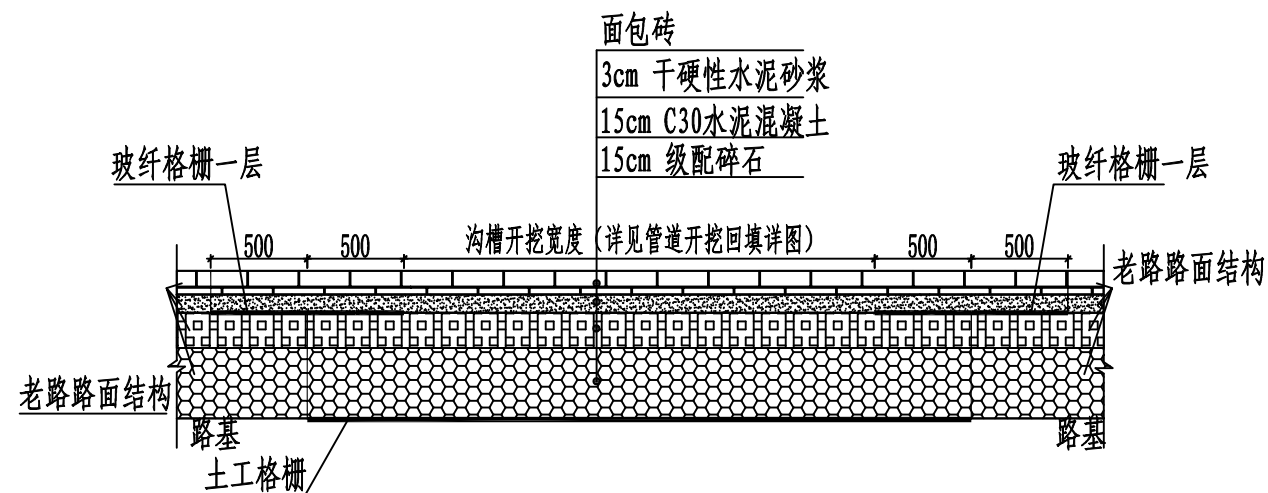 面包砖
3cm 干硬性水泥砂浆
15cm C30水泥混凝土
15cm 级配碎石
玻纤格栅一层
玻纤格栅一层
500
500
沟槽开挖宽度（详见管道开挖回填详图）
500
500
老路路面结构
老路路面结构
路基
路基
土工格栅